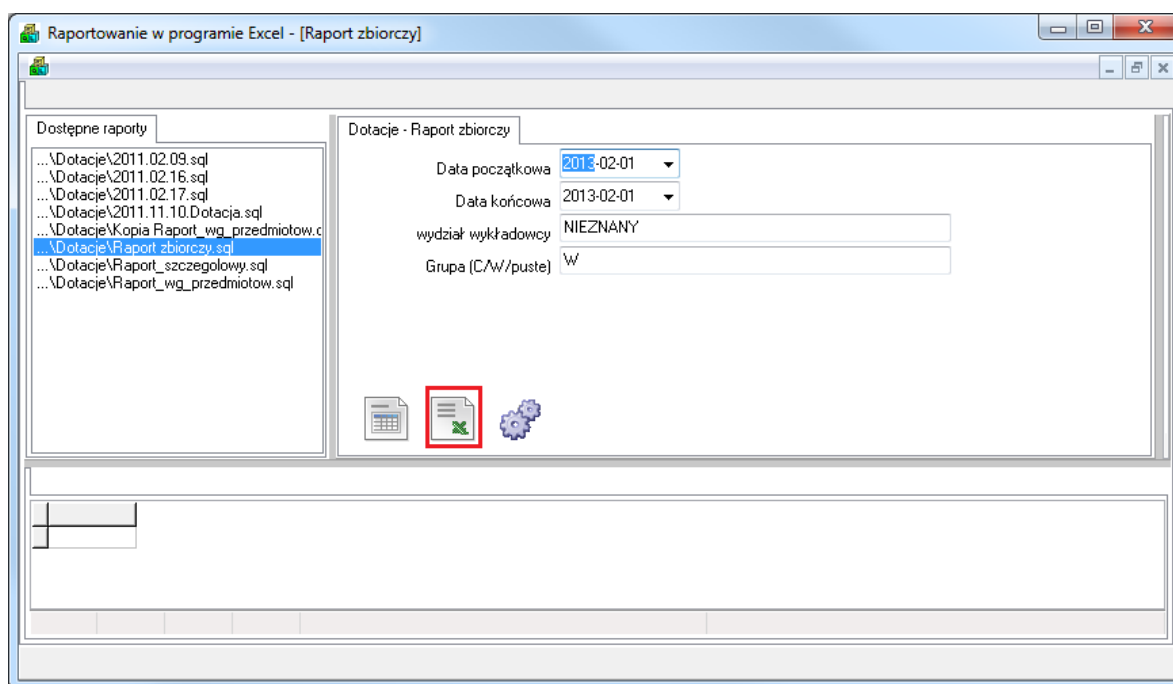 Raportowanie w programie Excel - [Raport zbiorczy]
Dostępne raporty
...\Dotacje\2011.02.09.sql
...\Dotacje\2011.02.16.sql
...\Dotacje\2011.02.17.sql
...\Dotacje\2011.11.10.Dotacja.sql
...\Dotacje\Kopia Raport_wg_przedmiotow.
...\Dotacje\Raport zbiorczy.sql
...\Dotacje\Raport_szczegolowy.sql
...\Dotacje\Raport_wg_przedmiotow.sql
Dotacje - Raport zbiorczy
Data początkowa 2013-02-01
Data końcowa 2013-02-01
wydział wykładowcy NIEZNANY
Grupa (C/W/puste) W